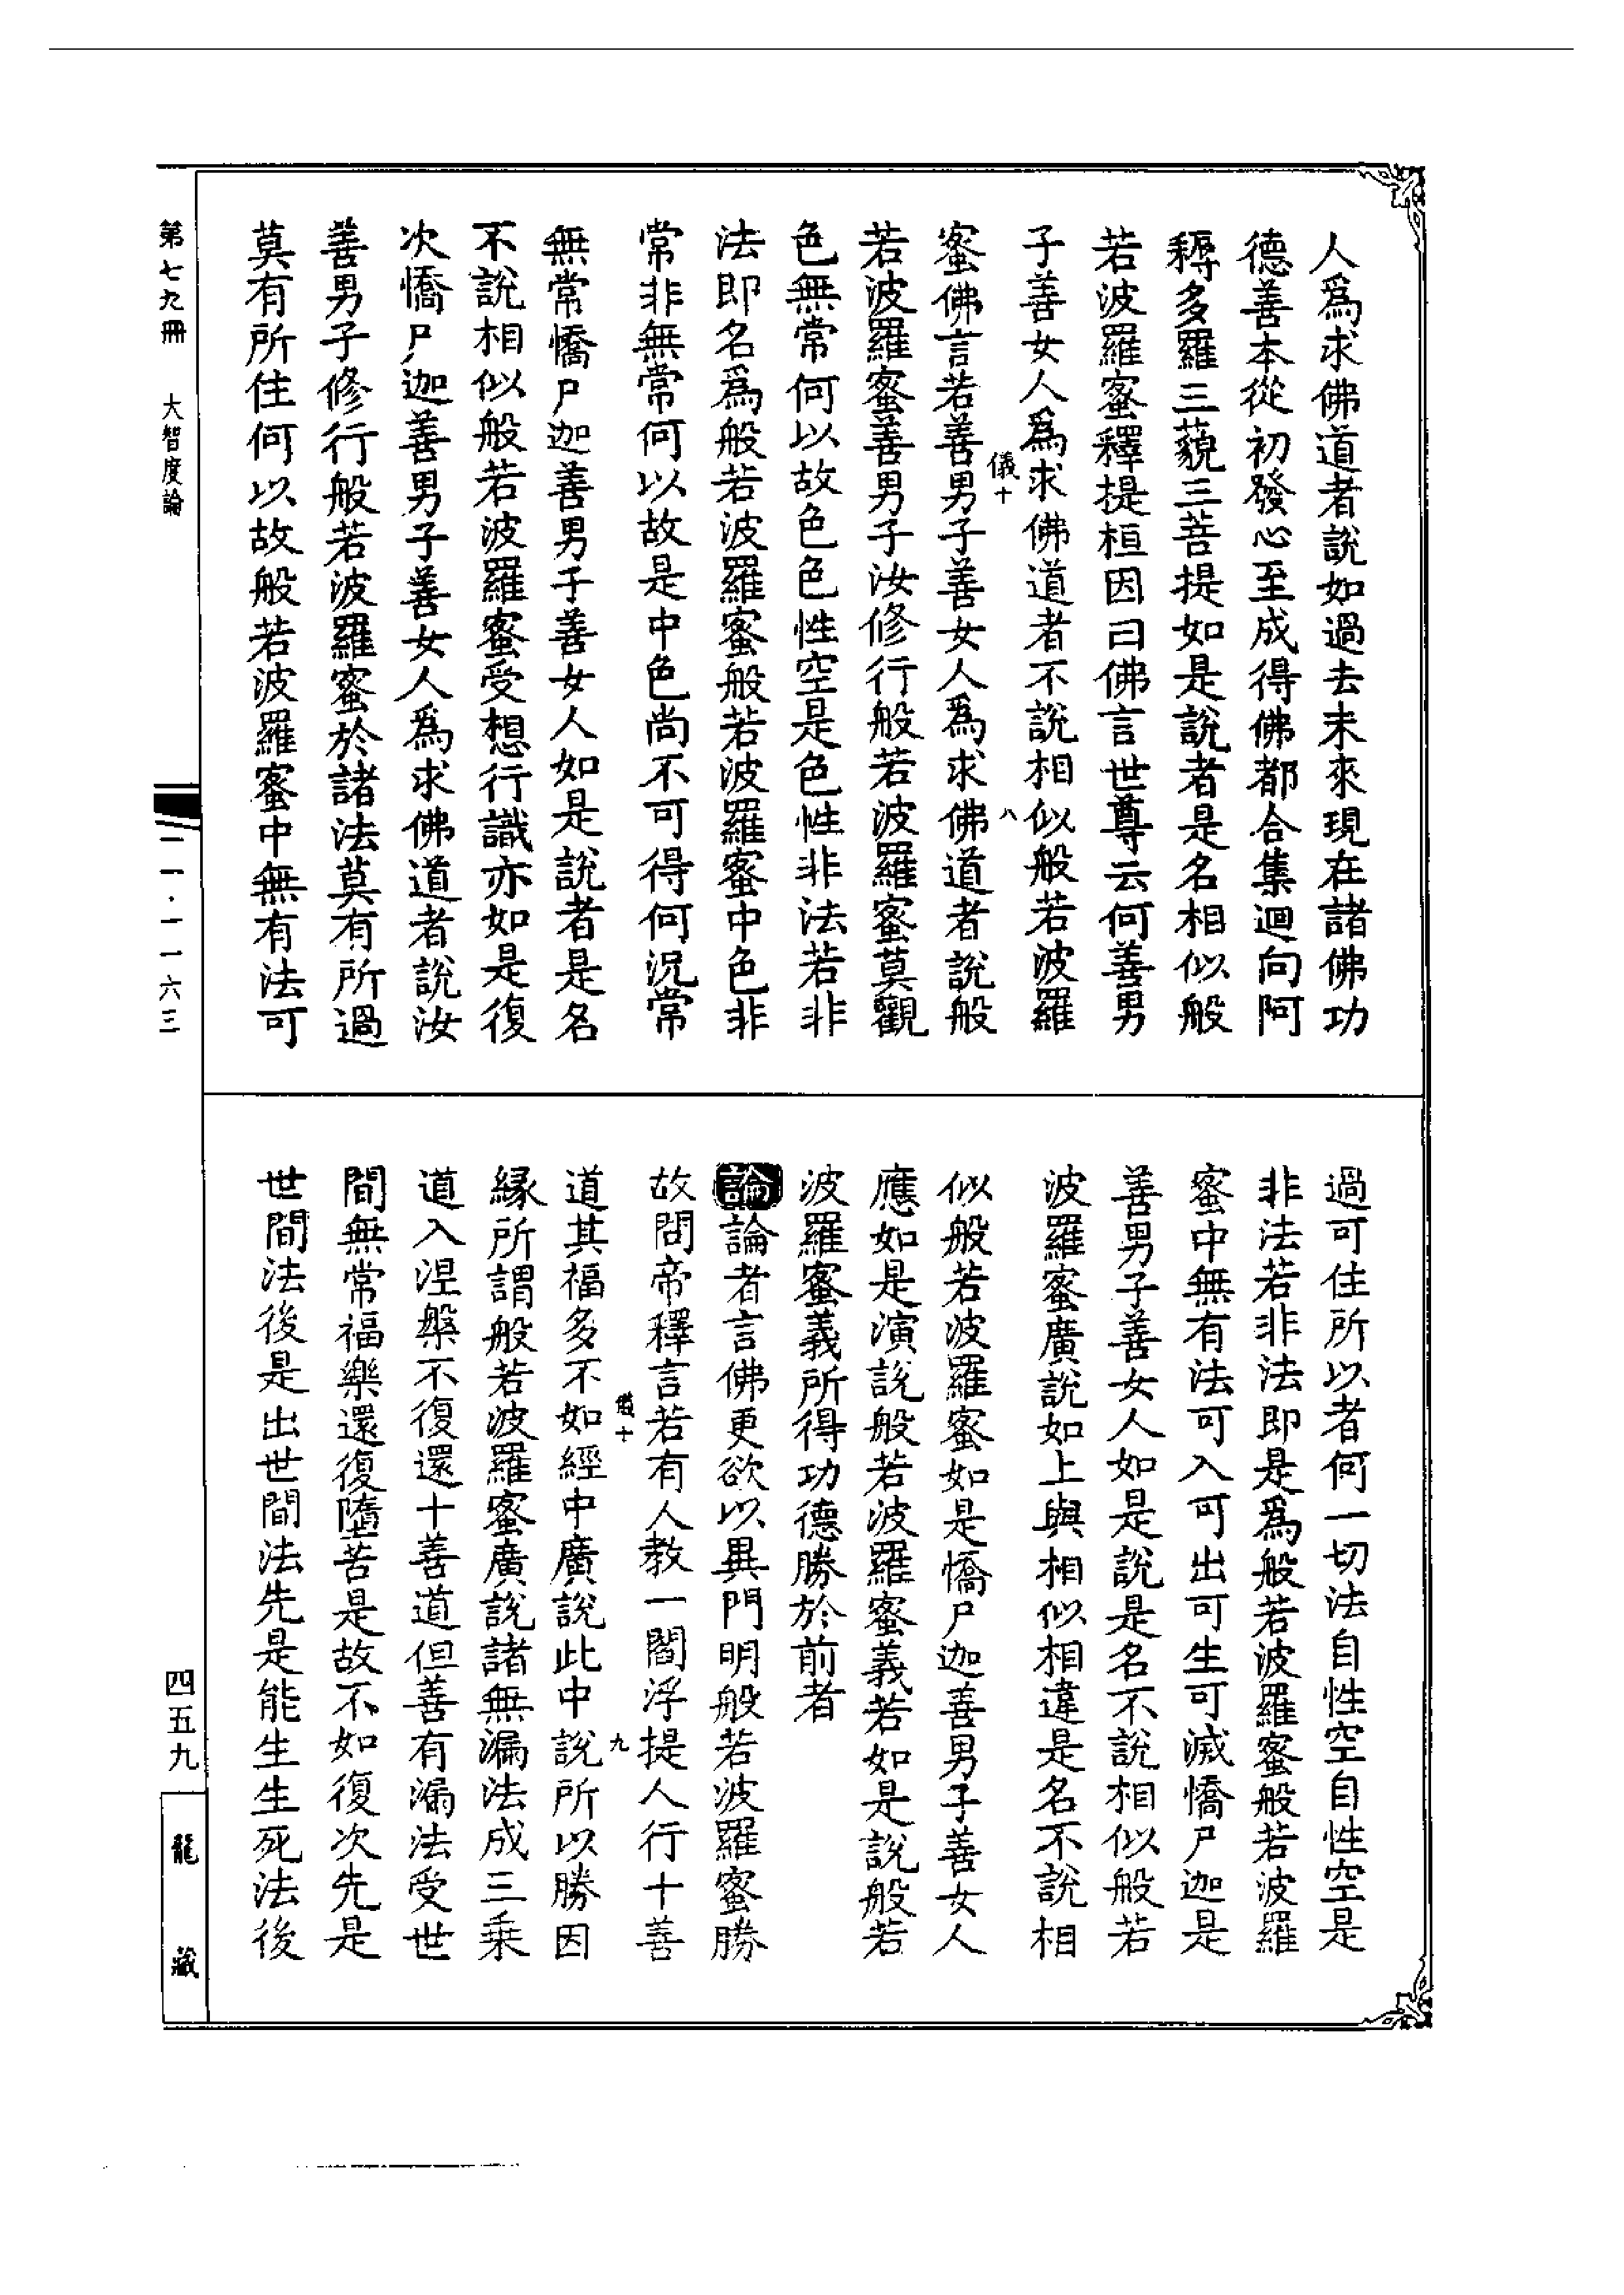 人爲求佛道者說如過去未來現在諸佛功
德善本從初發心至成得佛都合集迴向阿
耨多羅三藐三菩提如是說者是名相似般
若波羅蜜釋提桓因曰佛言世尊云何善男
子善女人爲求佛道者不說相似般若波羅
儀十
八
蜜佛言若善男子善女人爲求佛道者說般
若波羅蜜善男子汝修行般若波羅蜜莫觀
色無常何以故色色性空是色性非法若非
法即名爲般若波羅蜜般若波羅蜜中色非
常非無常何以故是中色尚不可得何況常
無常憍尸迦善男子善女人如是說者是名
不說相似般若波羅蜜受想行識亦如是復
次憍尸迦善男子善女人爲求佛道者說汝
善男子修行般若波羅蜜於諸法莫有所過
莫有所住何以故般若波羅蜜中無有法可
過可住所以者何一切法自性空自性空是
非法若非法即是爲般若波羅蜜般若波羅
蜜中無有法可入可出可生可滅憍尸迦是
善男子善女人如是說是名不說相似般若
波羅蜜廣說如上與相似相違是名不說相
似般若波羅蜜如是憍尸迦善男子善女人
應如是演說般若波羅蜜義若如是說般若
波羅蜜義所得功德勝於前者
論論者言佛更欲以異門明般若波羅蜜勝
故問帝釋言若有人教一閻浮提人行十善
儀十
九
道其福多不如經中廣說此中說所以勝因
緣所謂般若波羅蜜廣說諸無漏法成三乘
道入涅槃不復還十善道但善有漏法受世
間無常福樂還復墮苦是故不如復次先是
世間法後是出世間法先是能生生死法後
第七九冊
大智度論
二一·一一六三
四五九
龍藏